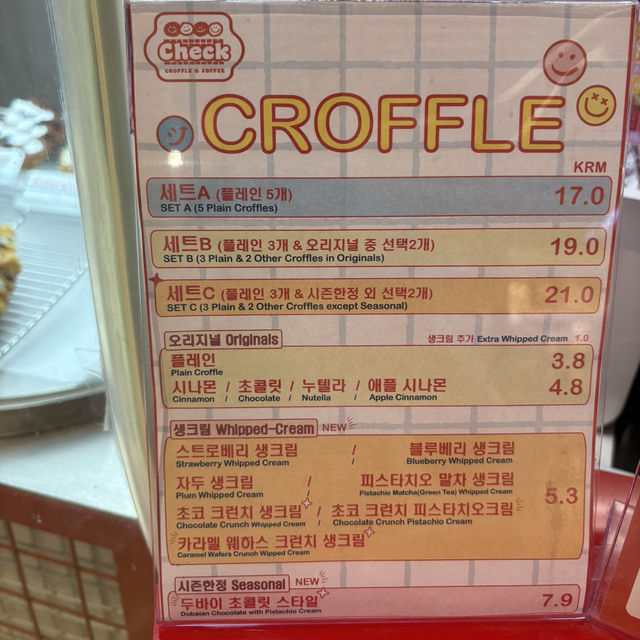 Check
CROFFLE & COFFEE
CROFFLE
KRM
세트A (플레인 5개) 17.0
SET A (5 Plain Croffles)
세트B (플레인 3개 & 오리지널 중 선택2개) 19.0
SET B (3 Plain & 2 Other Croffles in Originals)
세트C (플레인 3개 & 시즌한정 외 선택2개) 21.0
SET C (3 Plain & 2 Other Croffles except Seasonal)
오리지널 Originals 생크림 추가 Extra Whipped Cream 1.0
플레인 3.8
Plain Croffle
시나몬 / 초콜릿 / 누텔라 / 애플 시나몬 4.8
Cinnamon / Chocolate / Nutella / Apple Cinnamon
생크림 Whipped-Cream NEW
스트로베리 생크림 / 블루베리 생크림
Strawberry Whipped Cream Blueberry Whipped Cream
자두 생크림 / 피스타치오 말차 생크림
Plum Whipped Cream Pistachio Matcha(Green Tea) Whipped Cream
5.3
초코 크런치 생크림 / 초코 크런치 피스타치오크림
Chocolate Crunch Whipped Cream Chocolate Crunch Pistachio Cream
카라멜 웨하스 크런치 생크림
Caramel Wafers Crunch Wipped Cream
시즌한정 Seasonal NEW
두바이 초콜릿 스타일 7.9
Dubaian Chocolate with Pistachio Cream